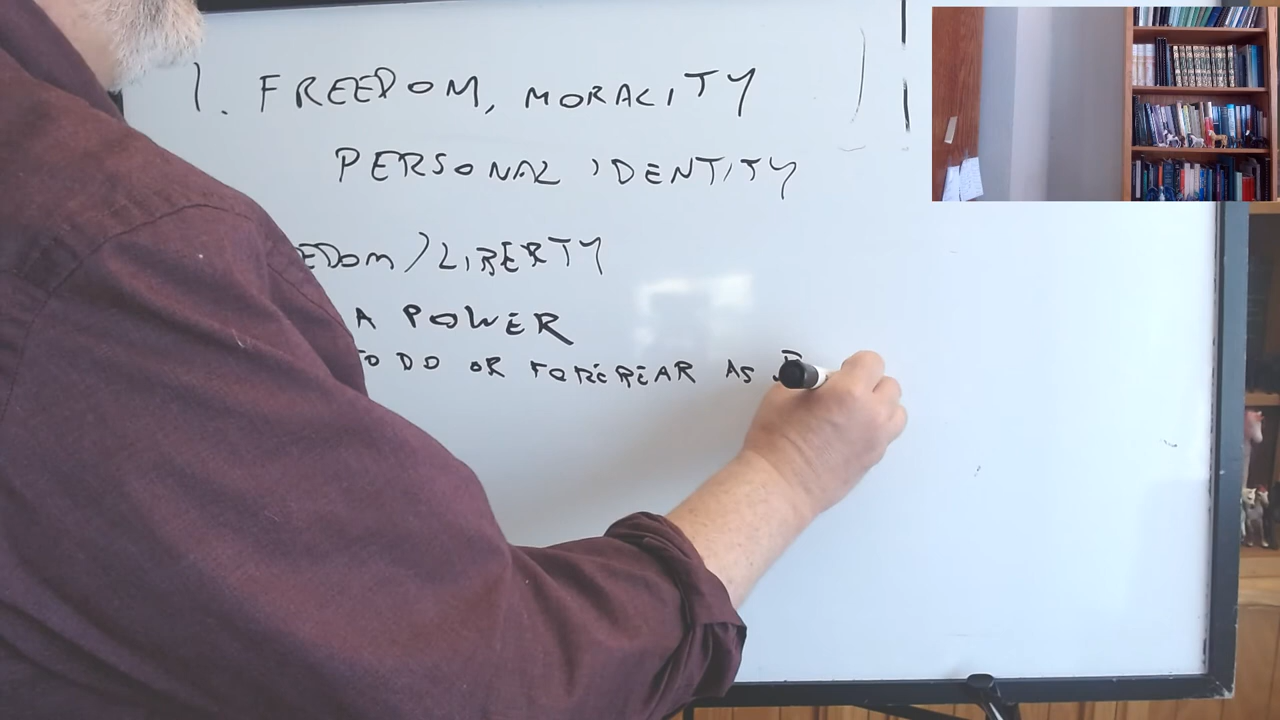 1. FREEDOM, MORALITY
PERSONAL IDENTITY
EDOM/LIBERTY
A POWER
TO DO OR FORBEAR AS